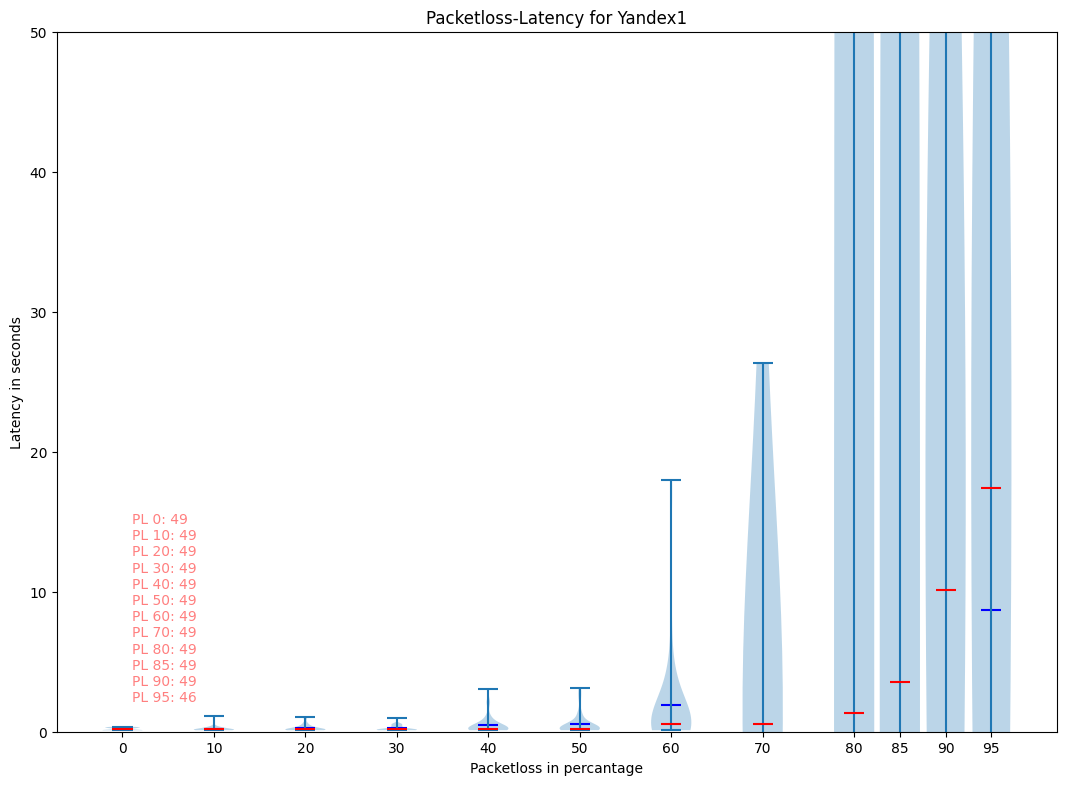 Packetloss-Latency for Yandex1
50
40
30
20
10
0
Latency in seconds
PL 0: 49
PL 10: 49
PL 20: 49
PL 30: 49
PL 40: 49
PL 50: 49
PL 60: 49
PL 70: 49
PL 80: 49
PL 85: 49
PL 90: 49
PL 95: 46
0 10 20 30 40 50 60 70 80 85 90 95
Packetloss in percantage